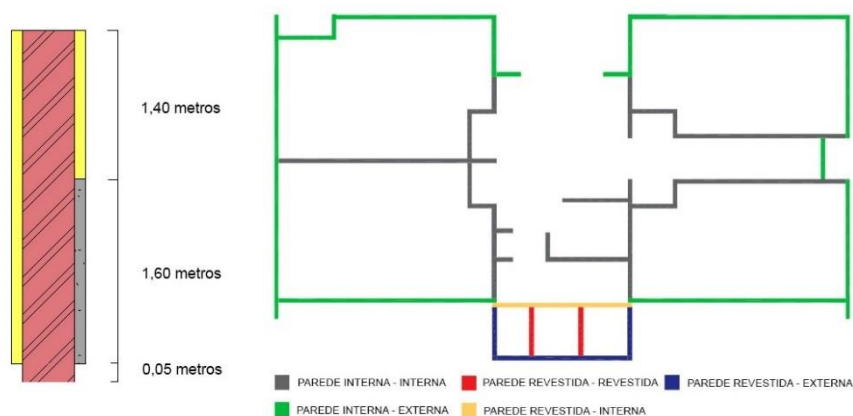 1,40 metros
1,60 metros
0,05 metros
PAREDE INTERNA - INTERNA
PAREDE REVESTIDA - REVESTIDA
PAREDE REVESTIDA - EXTERNA
PAREDE INTERNA - EXTERNA
PAREDE REVESTIDA - INTERNA